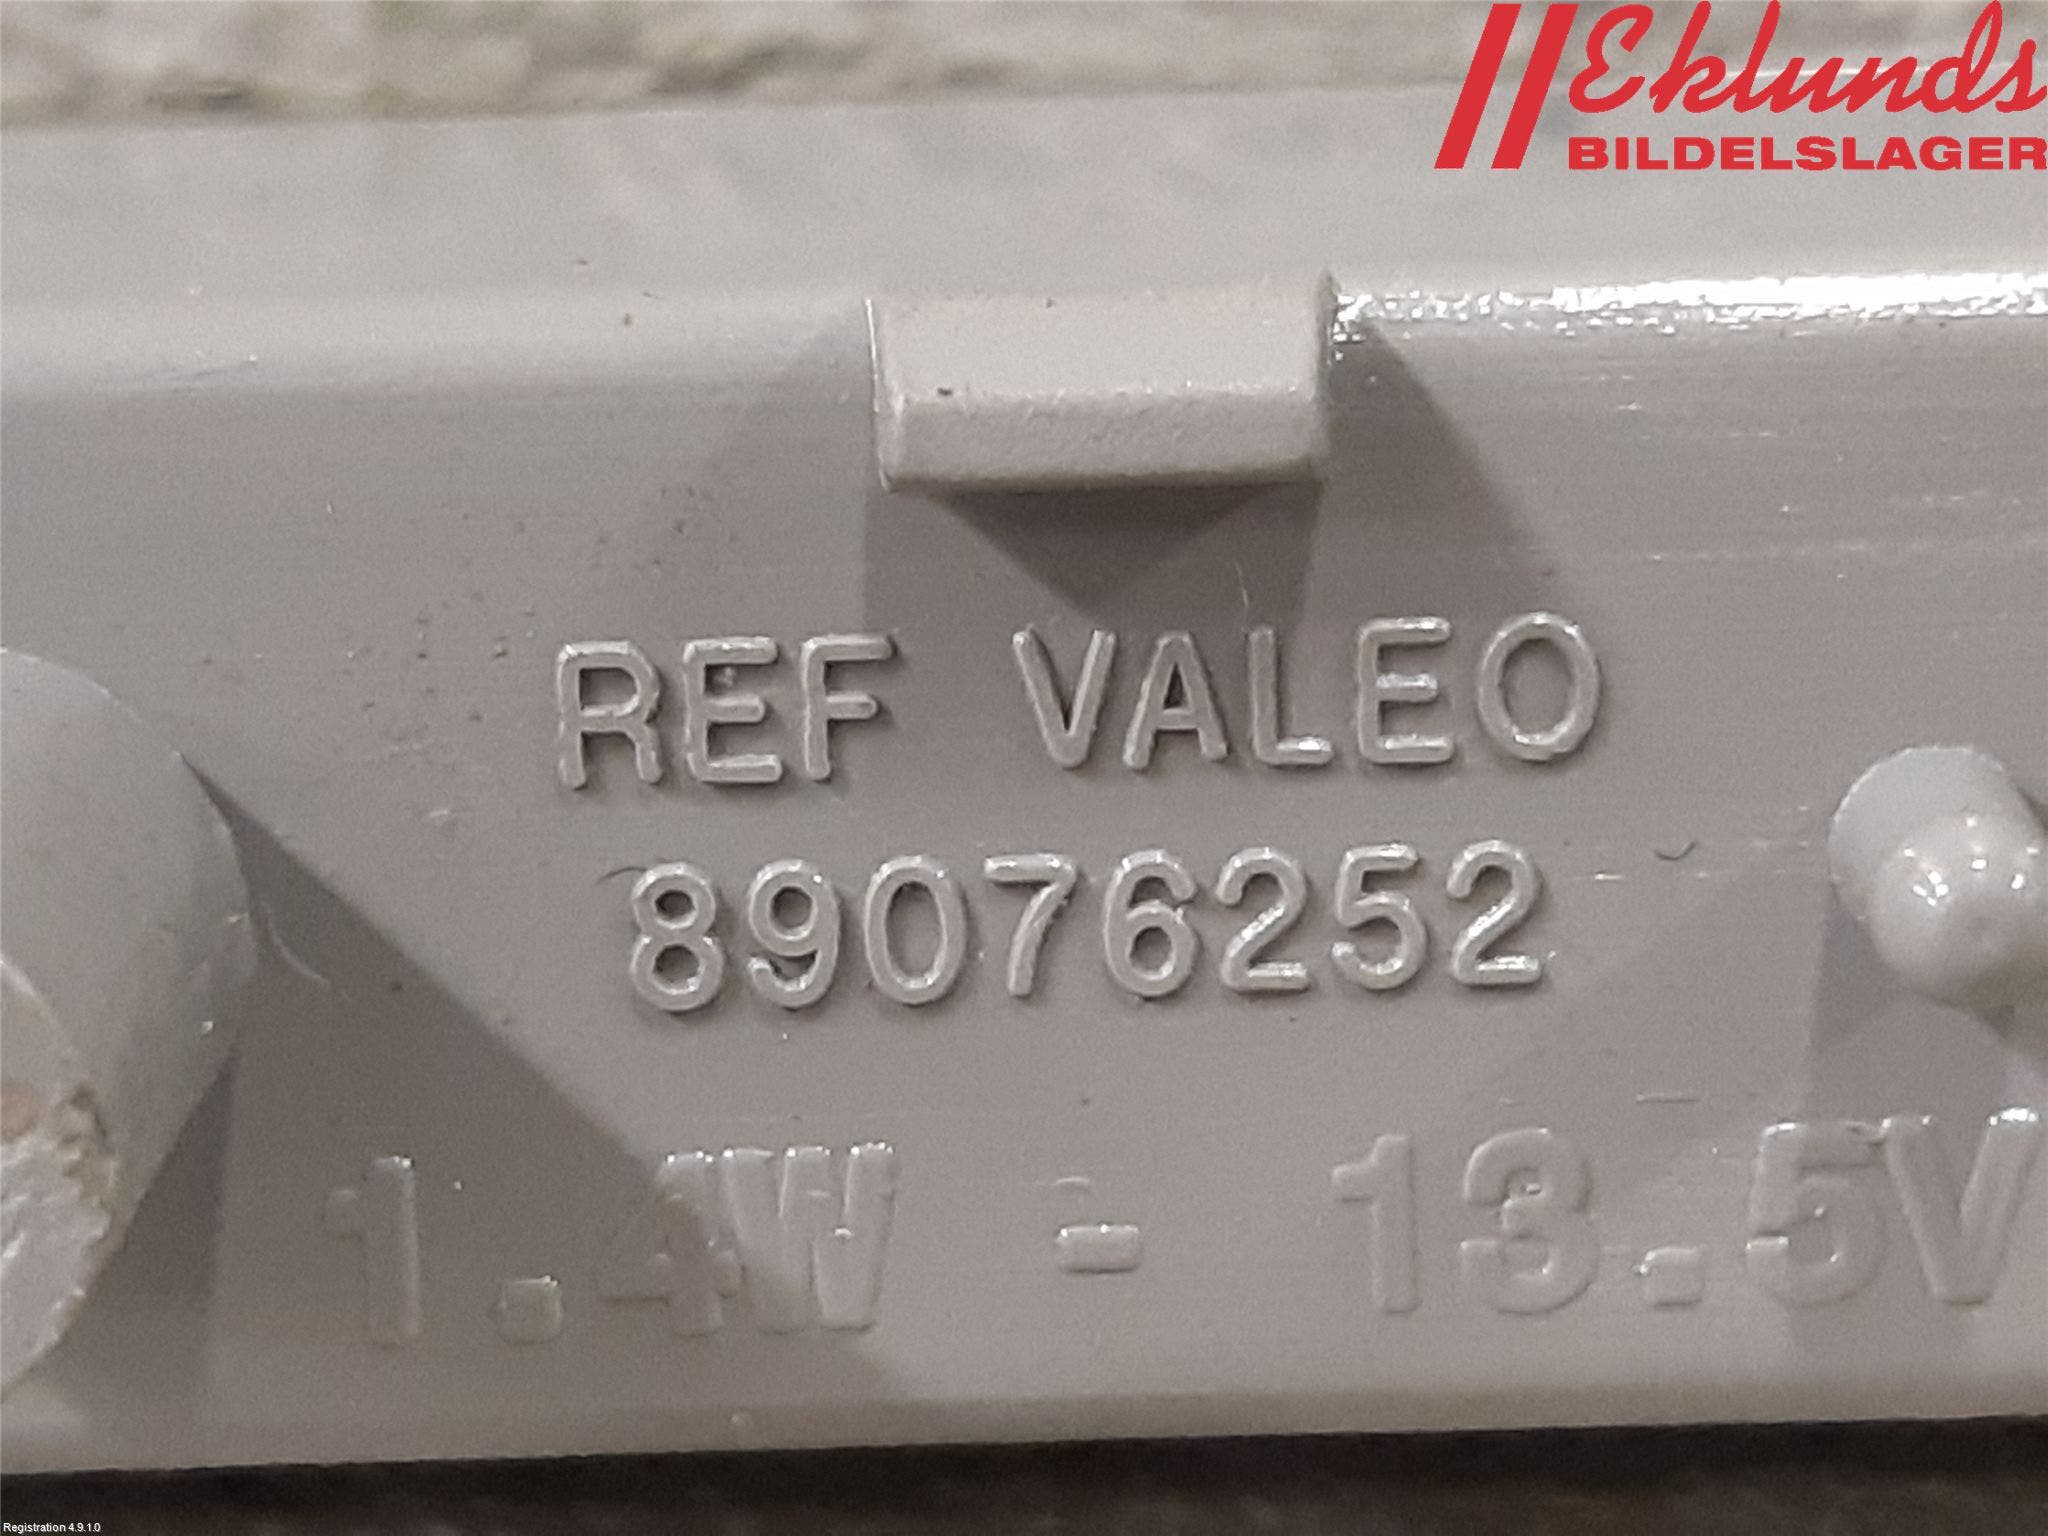 Eklunds
BILDELSLAGER
REF VALEO
89076252
1.4W - 13.5V
Registration 4.9.1.0